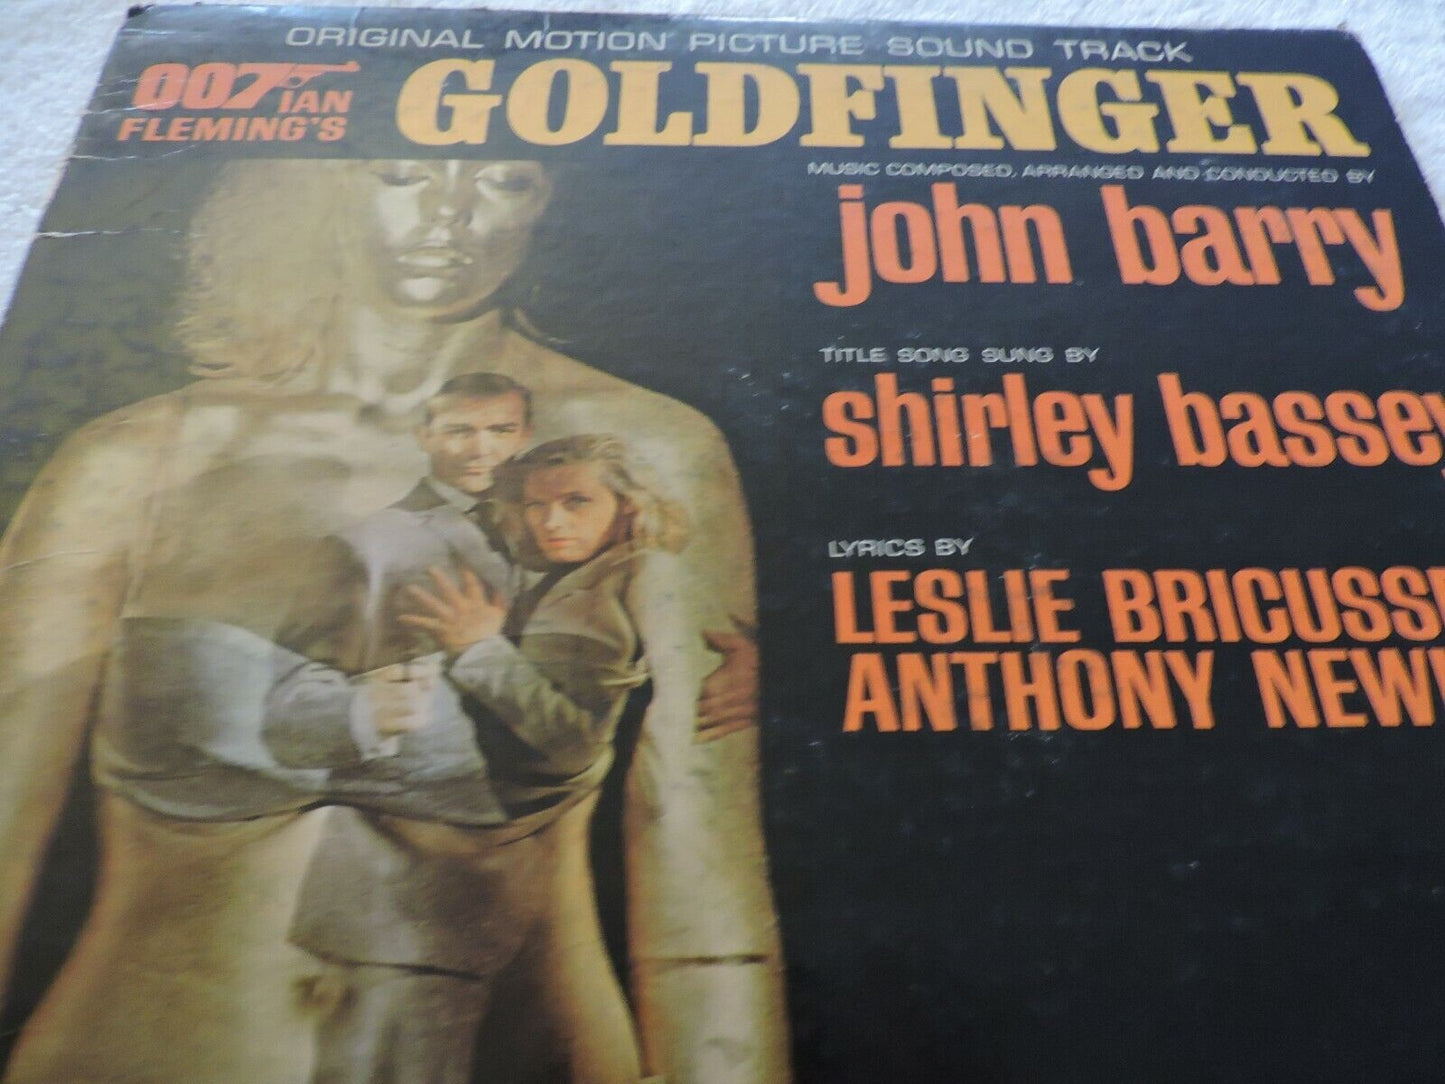 ORIGINAL MOTION PICTURE SOUND TRACK
007 IAN
FLEMING'S
GOLDFINGER
MUSIC COMPOSED, ARRANGED AND CONDUCTED BY
john barry
TITLE SONG SUNG BY
shirley bassey
LYRICS BY
LESLIE BRICUSS
ANTHONY NEW